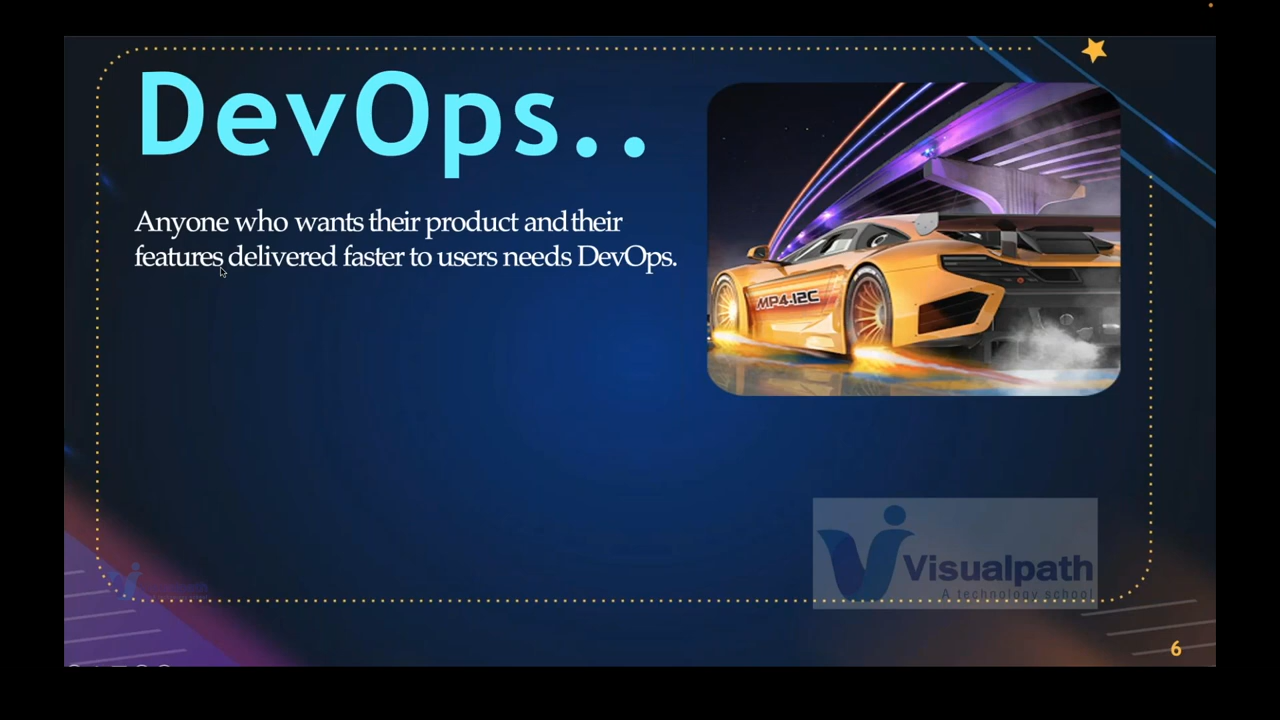 DevOps..
Anyone who wants their product and their
features delivered faster to users needs DevOps.
MP4-12C
Visualpath
A technology school
6